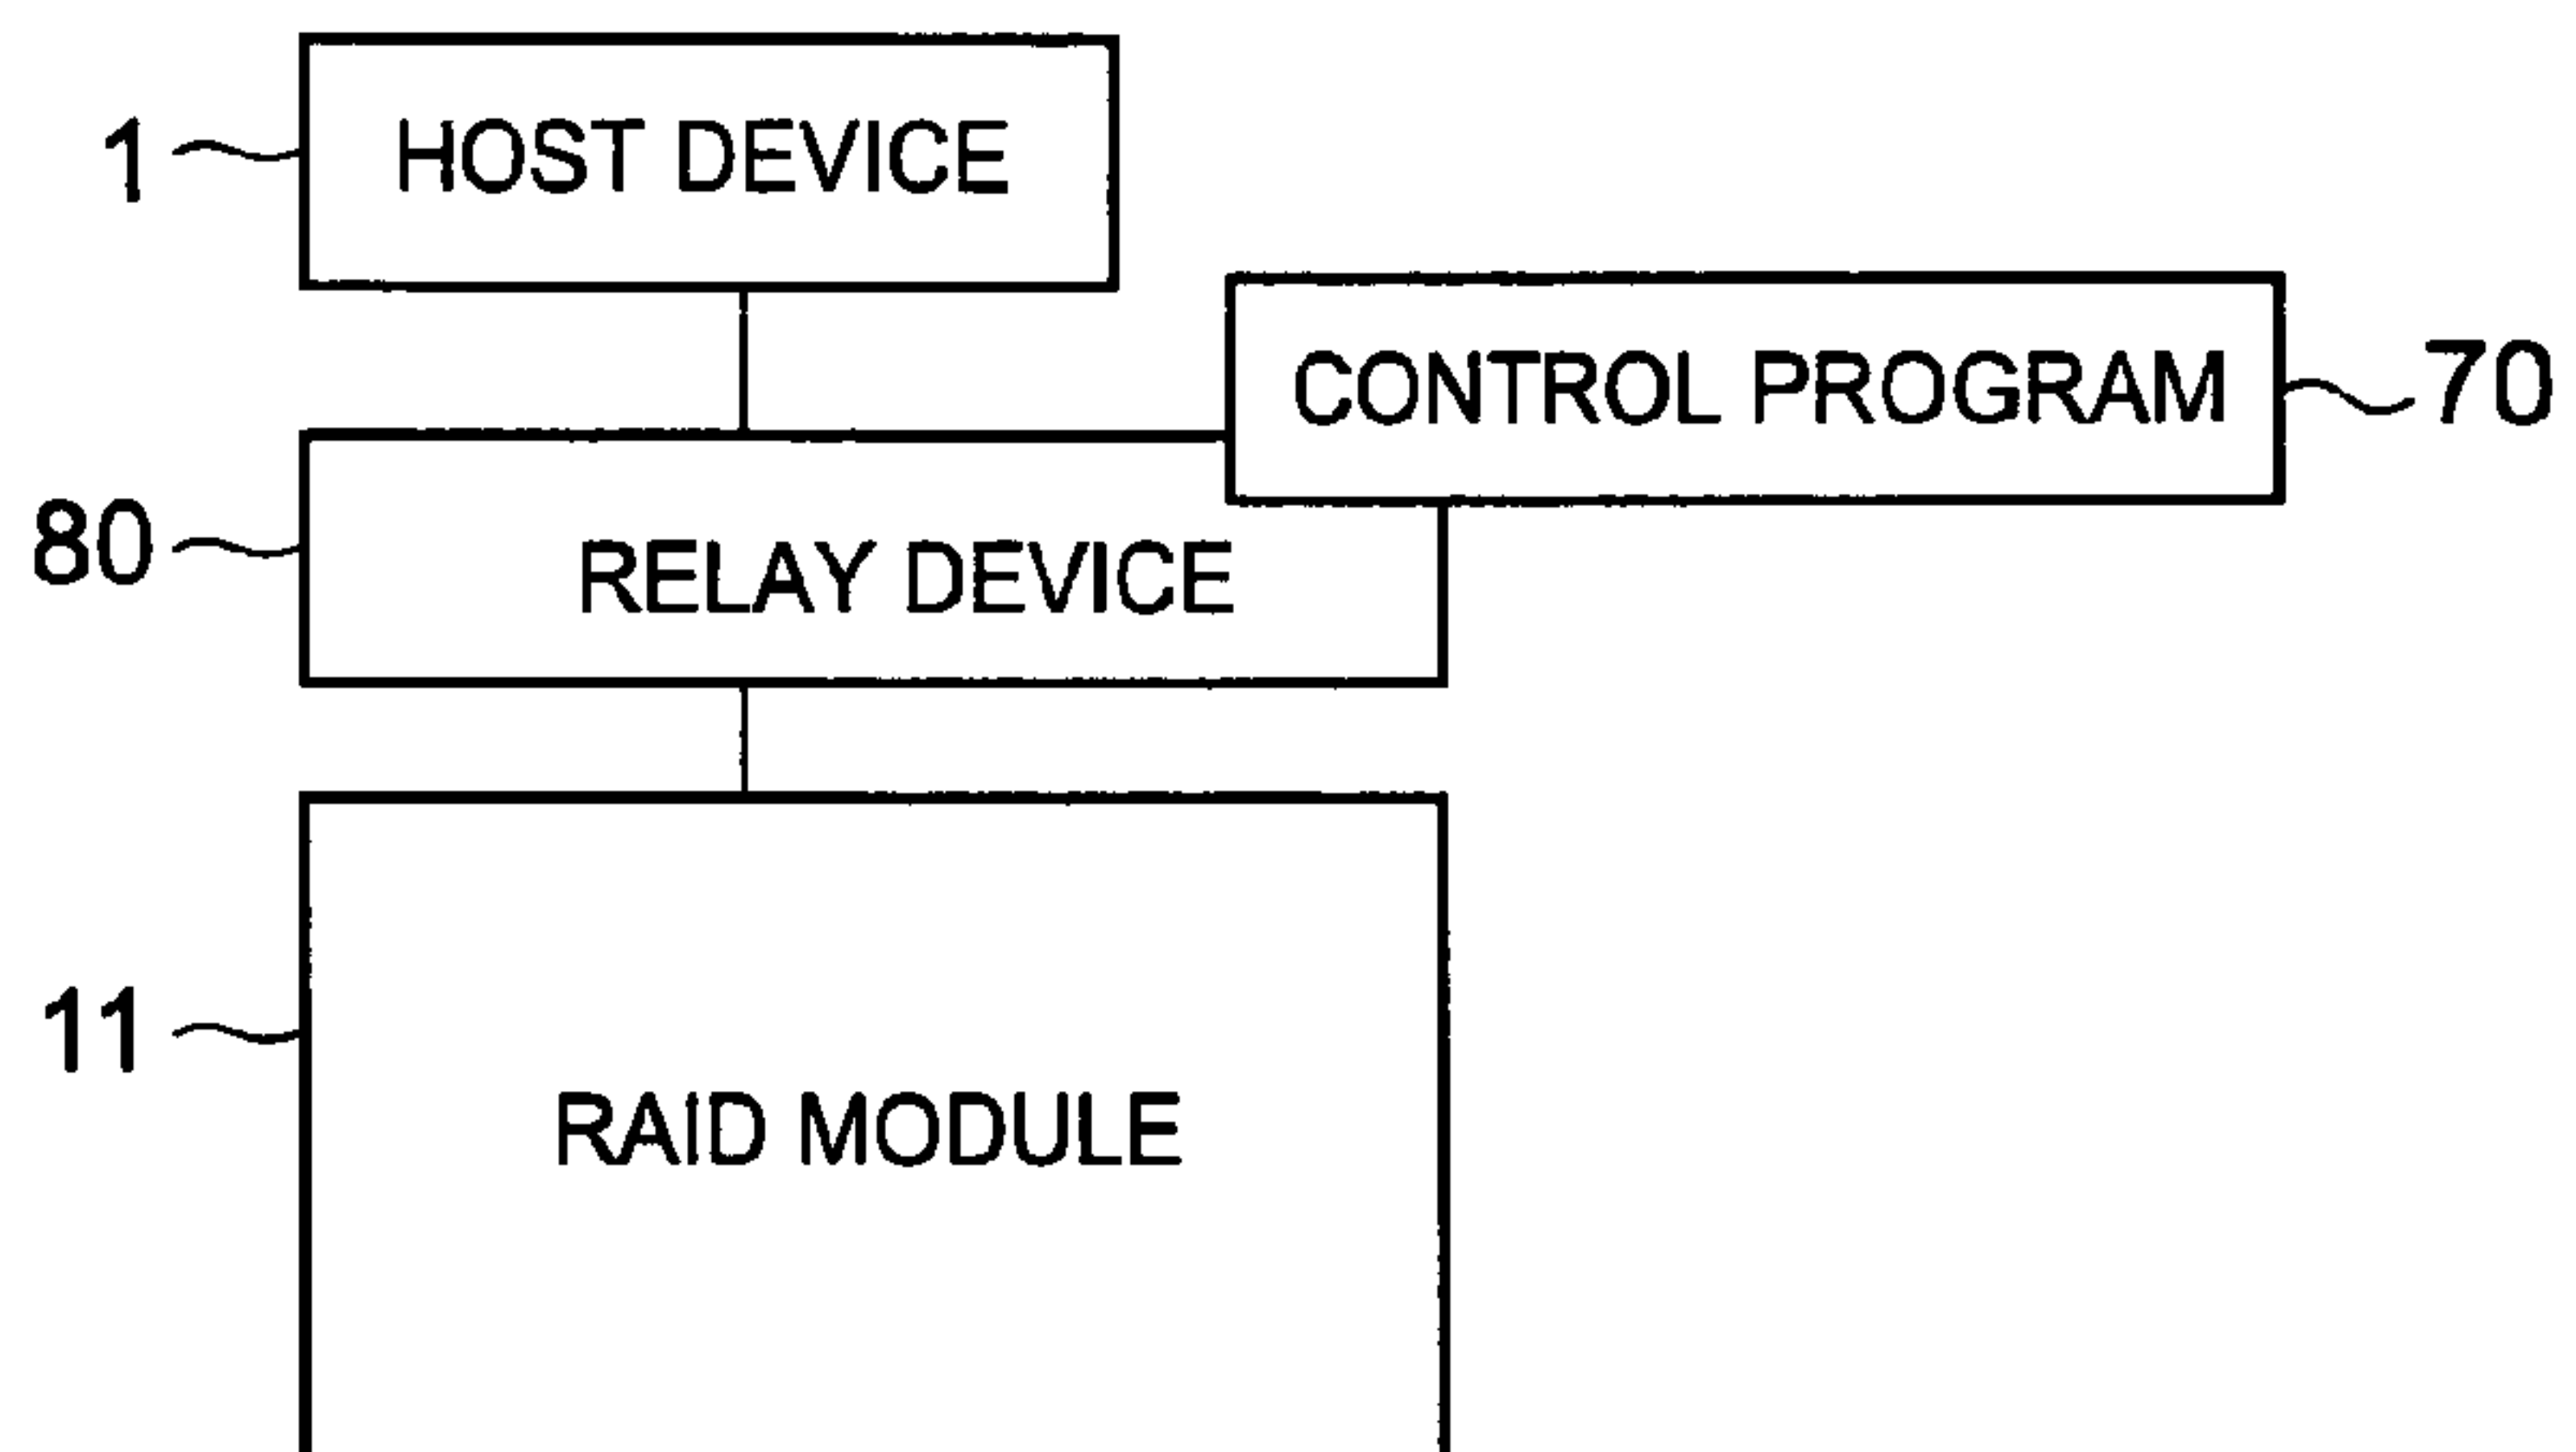 1 HOST DEVICE
CONTROL PROGRAM 70
80 RELAY DEVICE
11 RAID MODULE